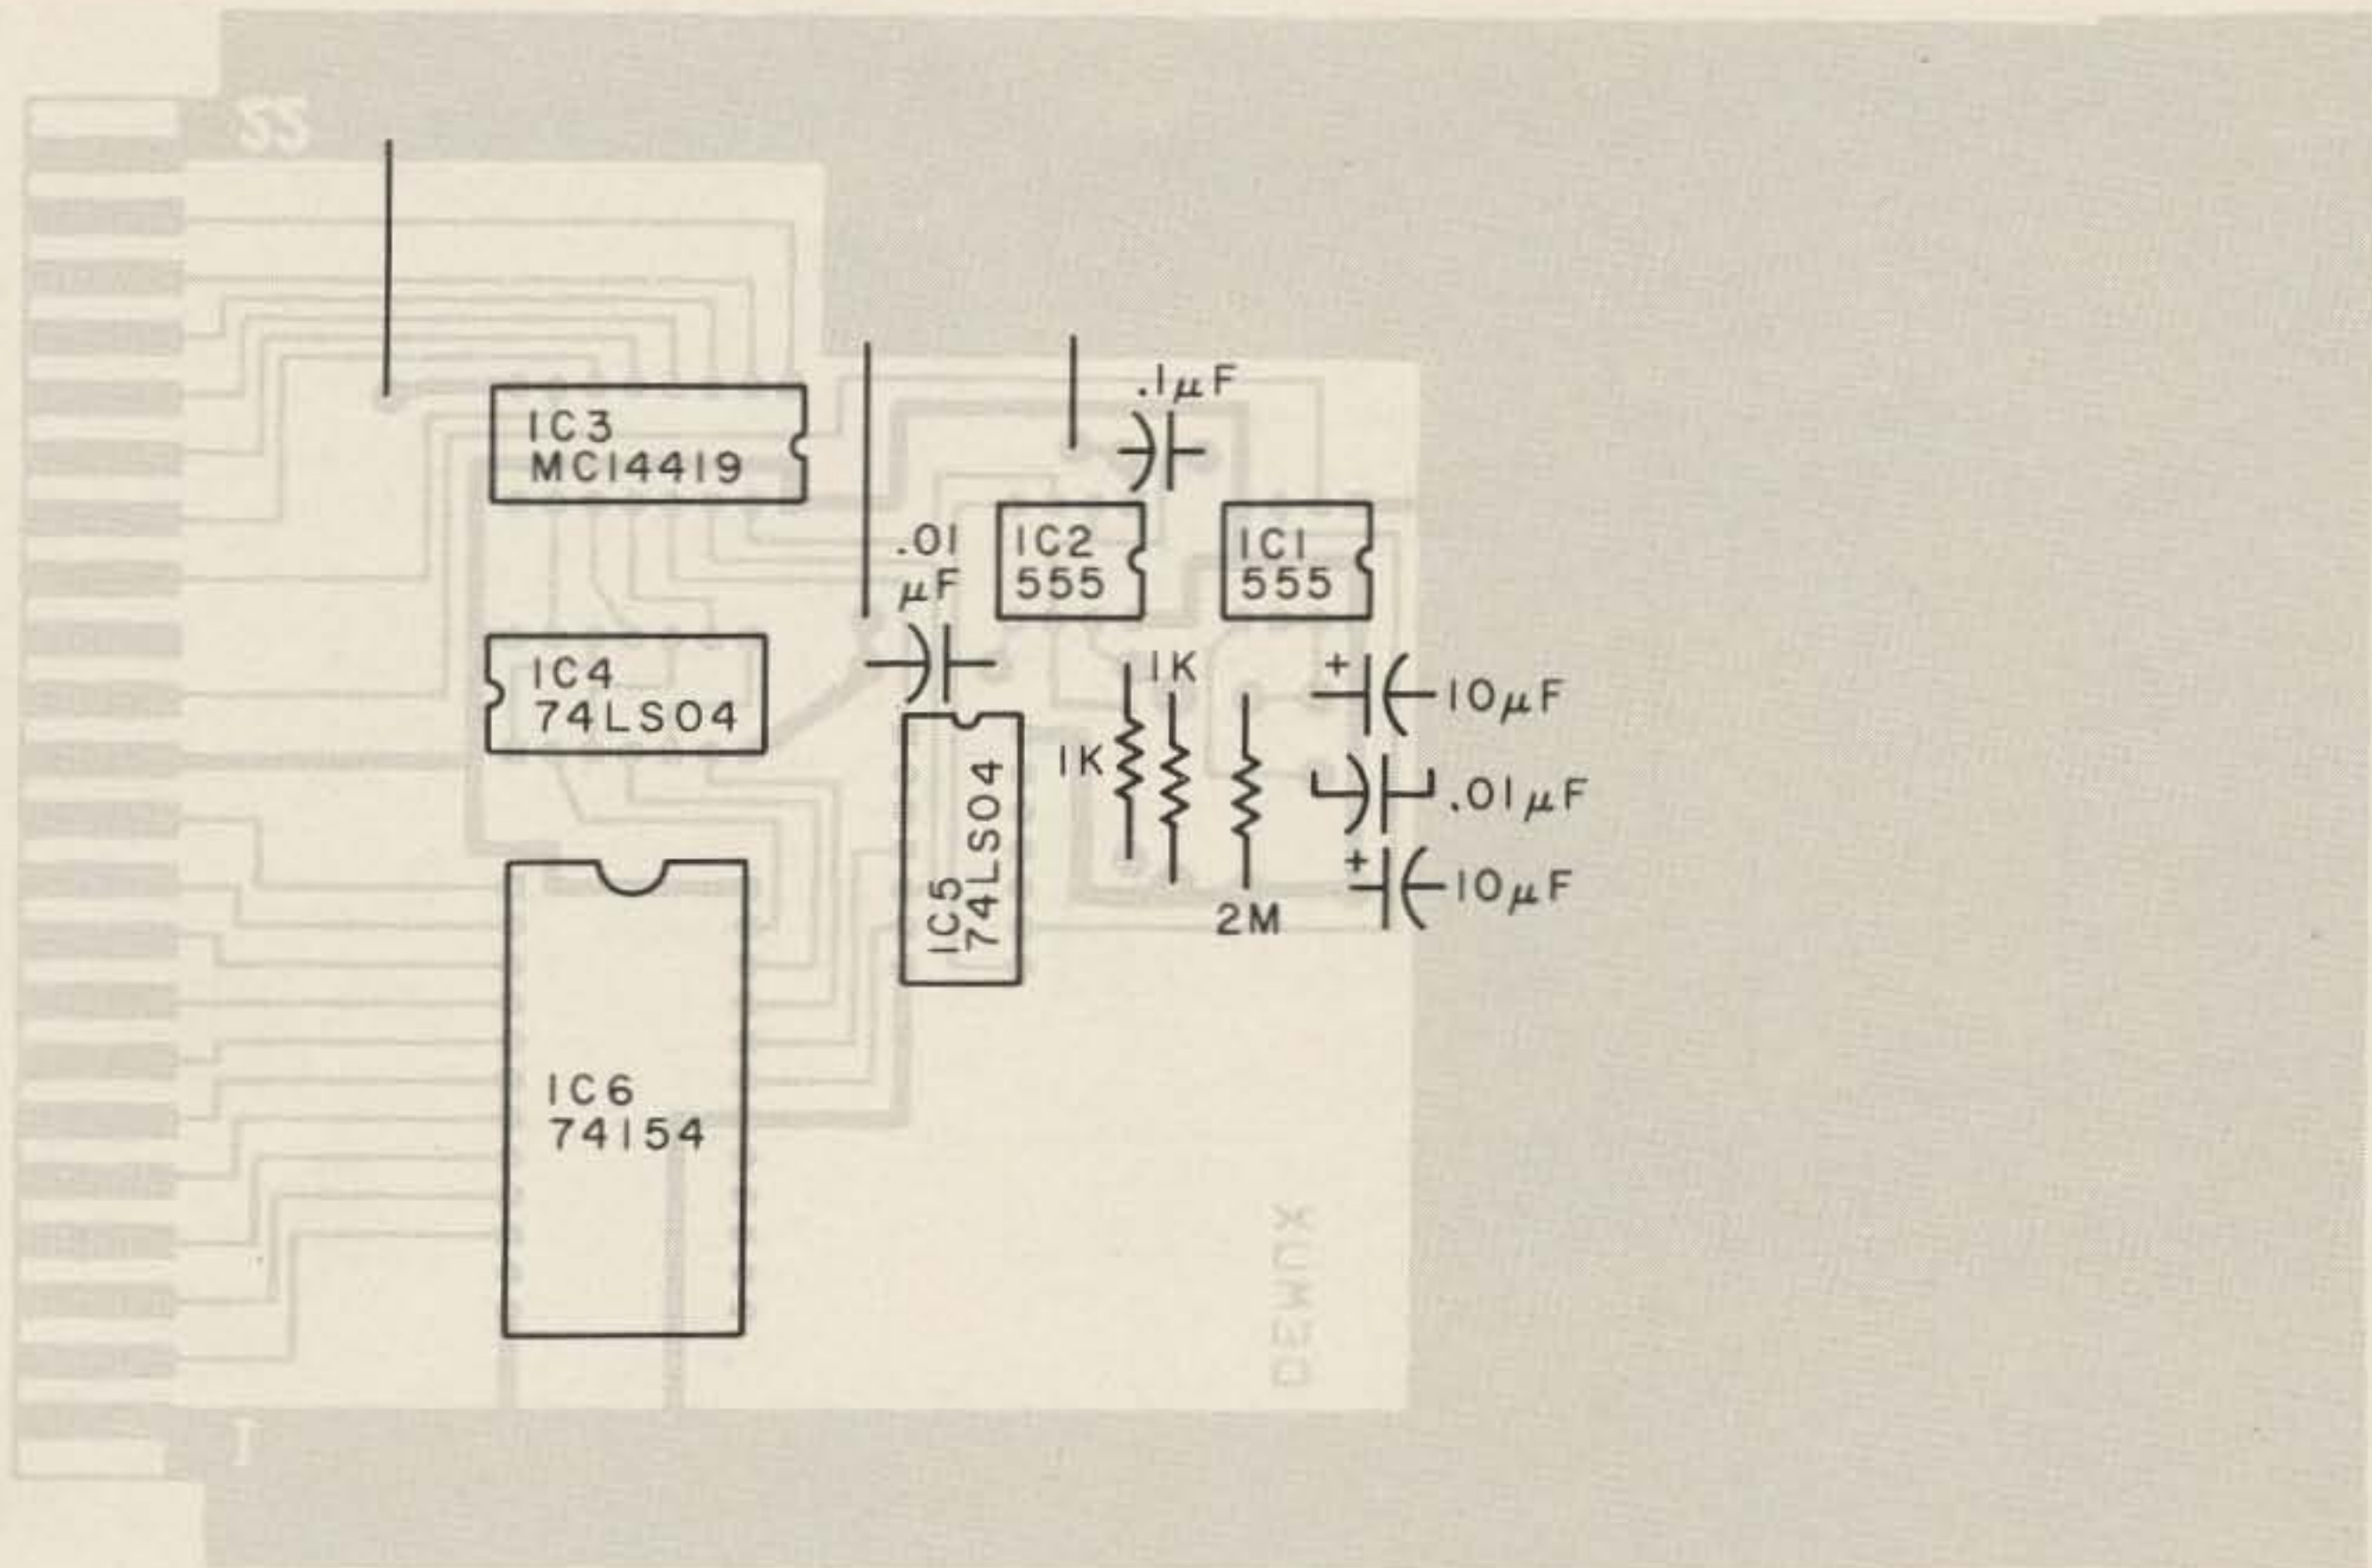 22
.1µF
IC3
MC14419
.01
µF
IC2
555
IC1
555
IC4
74LS04
1K
1K
+
10µF
.01µF
+
10µF
2M
IC5
74LS04
IC6
74154
DEMUX
1